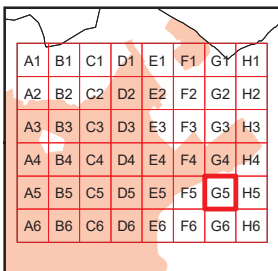 A1 B1 C1 D1 E1 F1 G1 H1
A2 B2 C2 D2 E2 F2 G2 H2
A3 B3 C3 D3 E3 F3 G3 H3
A4 B4 C4 D4 E4 F4 G4 H4
A5 B5 C5 D5 E5 F5 G5 H5
A6 B6 C6 D6 E6 F6 G6 H6